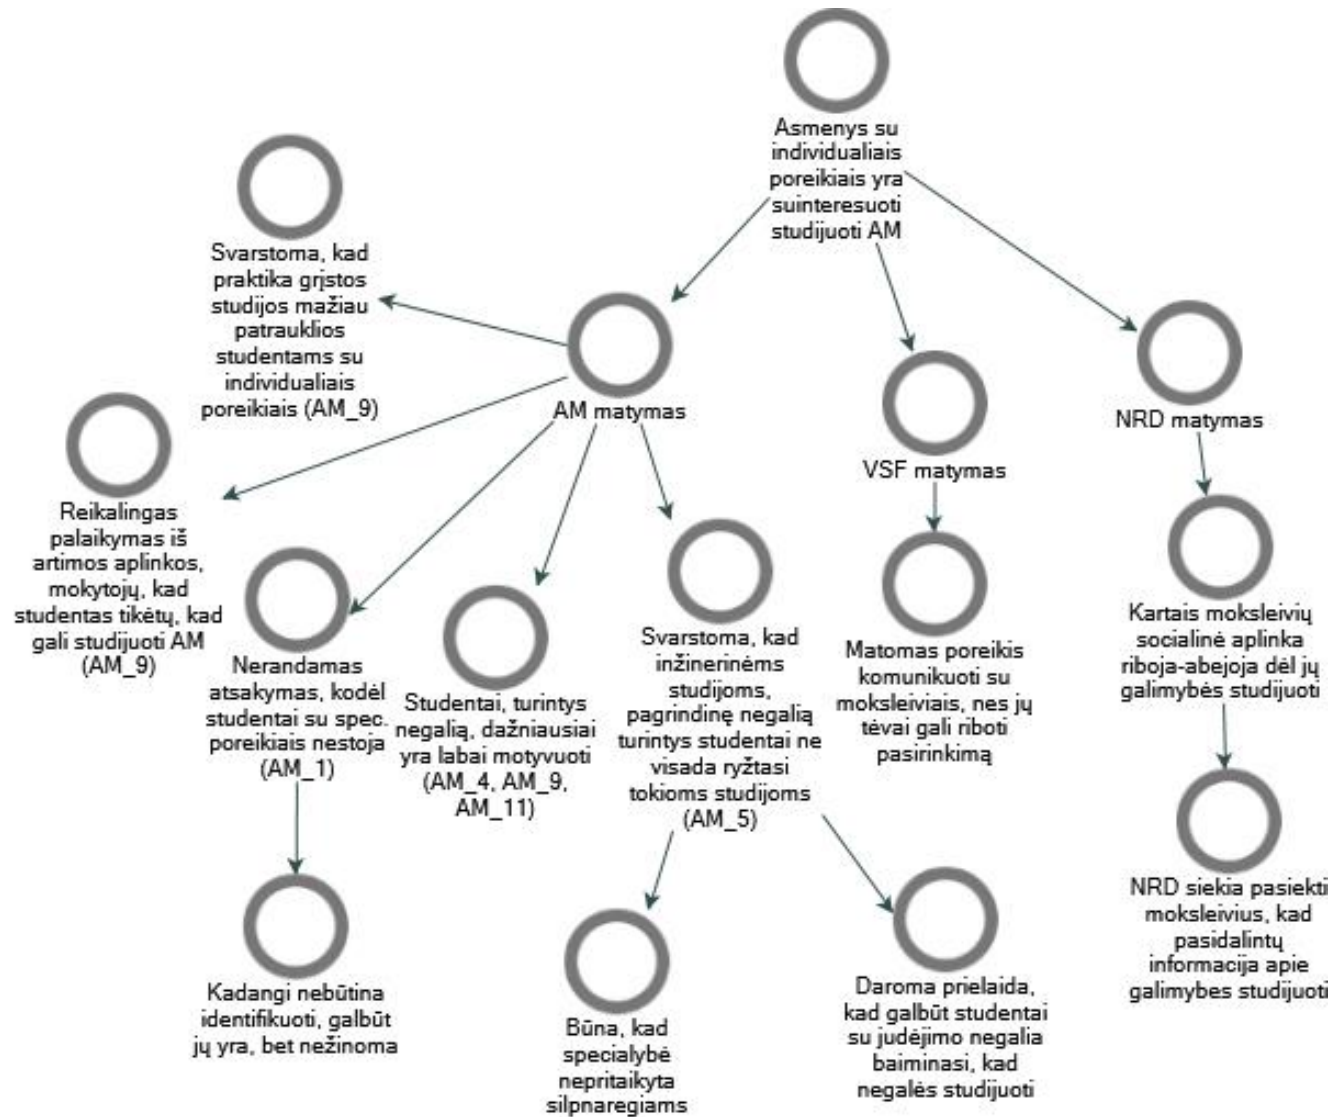 Asmenys su
individualiais
poreikiais yra
suinteresuoti
studijuoti AM
Svarstoma, kad
praktika grįstos
studijos mažiau
patrauklios
studentams su
individualiais
poreikiais (AM_9)
AM matymas
VSF matymas
NRD matymas
Reikalingas
palaikymas iš
artimos aplinkos,
mokytojų, kad
studentas tikėtų, kad
gali studijuoti AM
(AM_9)
Nerandamas
atsakymas, kodėl
studentai su spec.
poreikiais nestoja
(AM_1)
Studentai, turintys
negalią, dažniausiai
yra labai motyvuoti
(AM_4, AM_9,
AM_11)
Svarstoma, kad
inžinerinėms
studijoms,
pagrindinę negalią
turintys studentai ne
visada ryžtasi
tokioms studijoms
(AM_5)
Matomas poreikis
komunikuoti su
moksleiviais, nes jų
tėvai gali riboti
pasirinkimą
Kartais moksleivių
socialinė aplinka
riboja-abejoja dėl jų
galimybės studijuoti
Kadangi nebūtina
identifikuoti, galbūt
jų yra, bet nežinoma
Būna, kad
specialybė
nepritaikyta
silpnaregiams
Daroma prielaida,
kad galbūt studentai
su judėjimo negalia
baiminasi, kad
negalės studijuoti
NRD siekia pasiekti
moksleivius, kad
pasidalintų
informacija apie
galimybes studijuoti